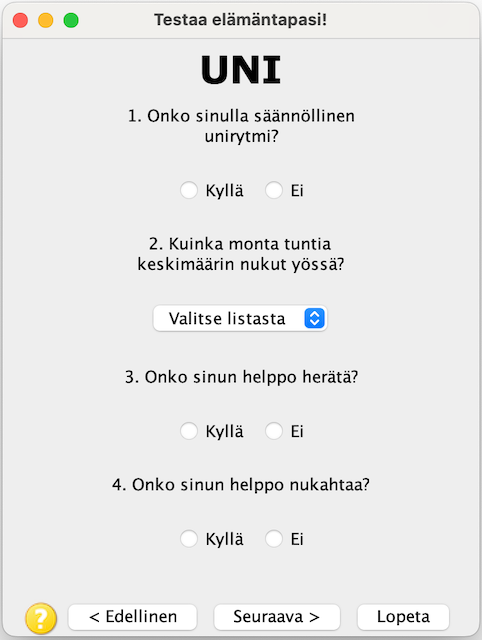 Testaa elämäntapasi!
UNI
1. Onko sinulla säännöllinen
unirytmi?
Kyllä Ei
2. Kuinka monta tuntia
keskimäärin nukut yössä?
Valitse listasta
3. Onko sinun helppo herätä?
Kyllä Ei
4. Onko sinun helppo nukahtaa?
Kyllä Ei
? < Edellinen Seuraava > Lopeta